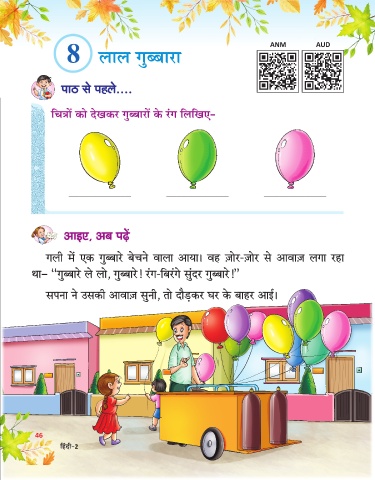 8 लाल गुब्बारा
ANM AUD
पाठ से पहले....
चित्रों को देखकर गुब्बारों के रंग लिखिए-
आइए, अब पढ़ें
गली में एक गुब्बारे बेचने वाला आया। वह ज़ोर-ज़ोर से आवाज़ लगा रहा
था– “गुब्बारे ले लो, गुब्बारे! रंग-बिरंगे सुंदर गुब्बारे!”
सपना ने उसकी आवाज़ सुनी, तो दौड़कर घर के बाहर आई।
46
हिंदी-2